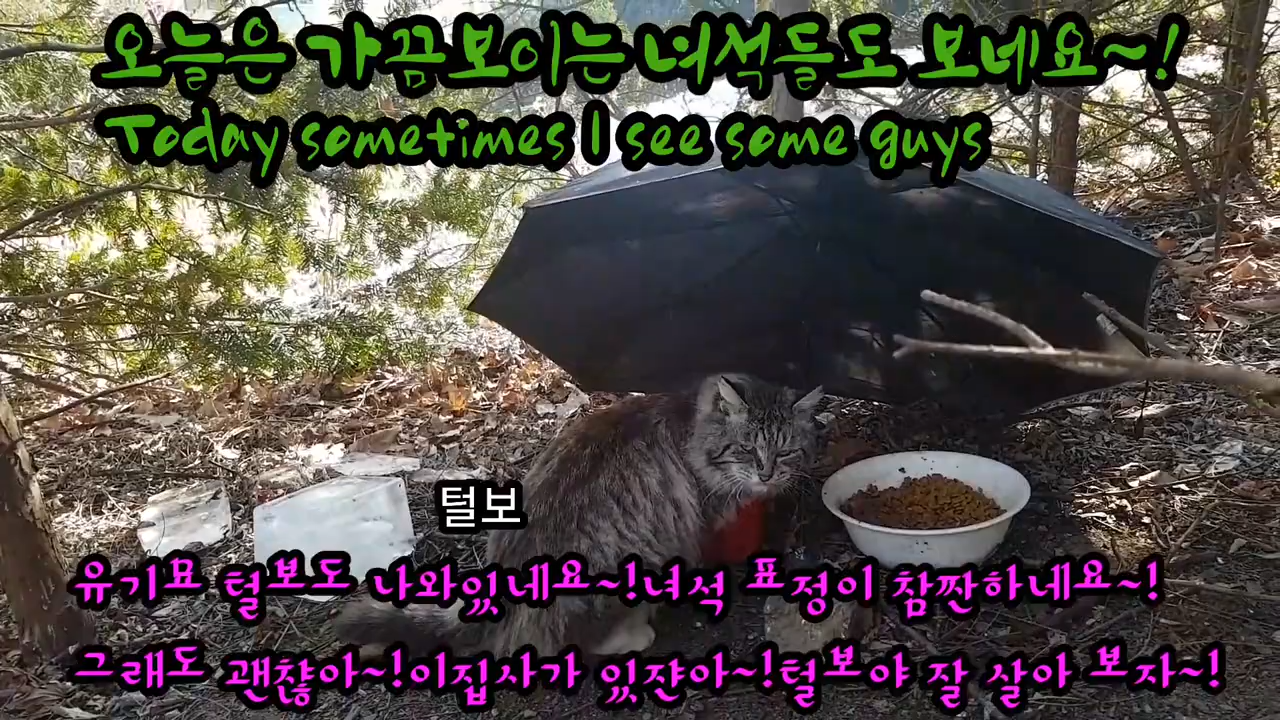 오늘은 가끔보이는 녀석들도 보네요~!
Today sometimes I see some guys
털보
유기묘 털보도 나와있네요~!녀석 표정이 참짠하네요~!
그래도 괜찮아~!이집사가 있쟌아~!털보야 잘 살아 보자~!